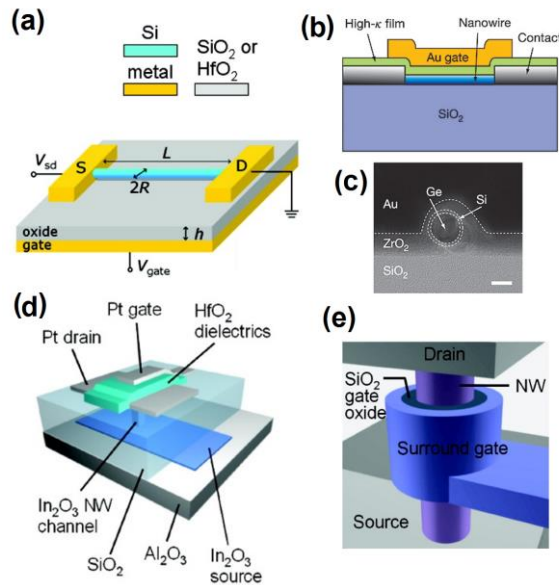 (a)
Si
SiO₂ or
HfO₂
metal
Vsd
S
L
D
2R
oxide
gate
h
Vgate
(b)
High-κ film
Nanowire
Contact
Au gate
SiO₂
(c)
Ge
Si
Au
ZrO₂
SiO₂
(d)
Pt gate
HfO₂
dielectrics
Pt drain
In₂O₃ NW
channel
SiO₂
Al₂O₃
In₂O₃
source
(e)
Drain
SiO₂
gate
oxide
NW
Surround gate
Source